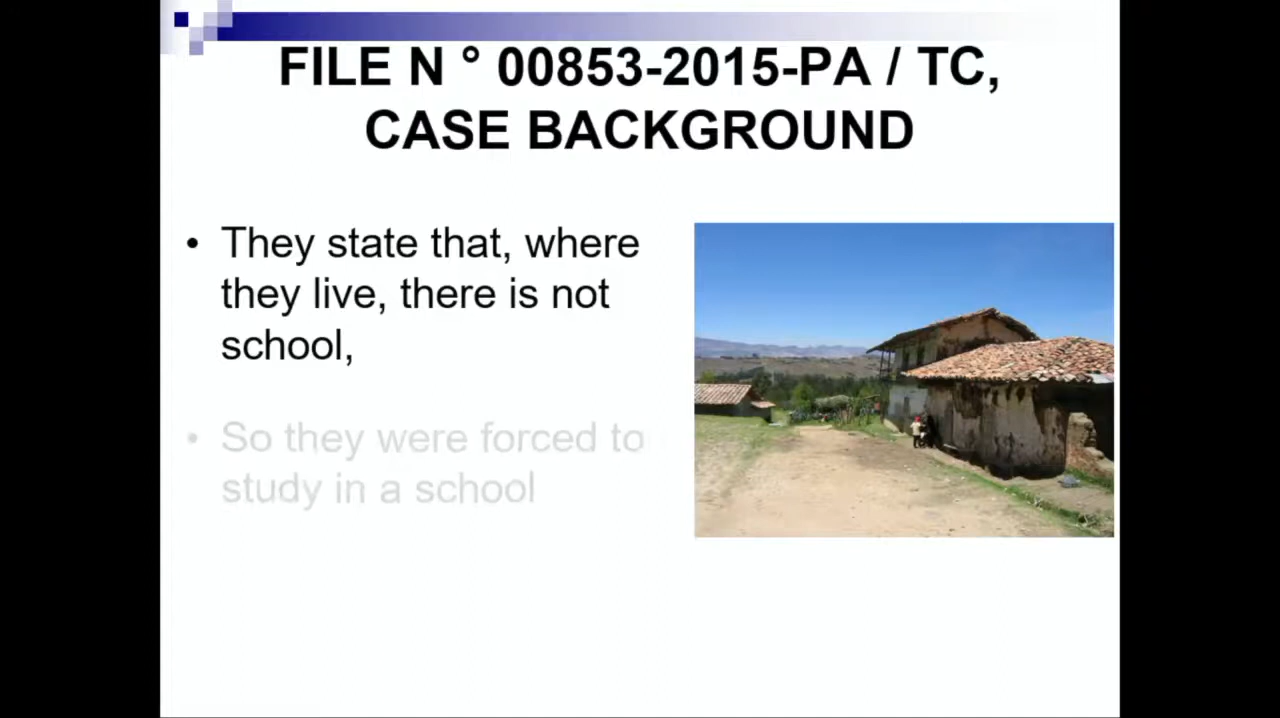 FILE N ° 00853-2015-PA / TC,
CASE BACKGROUND
• They state that, where
they live, there is not
school,
• So they were forced to
study in a school